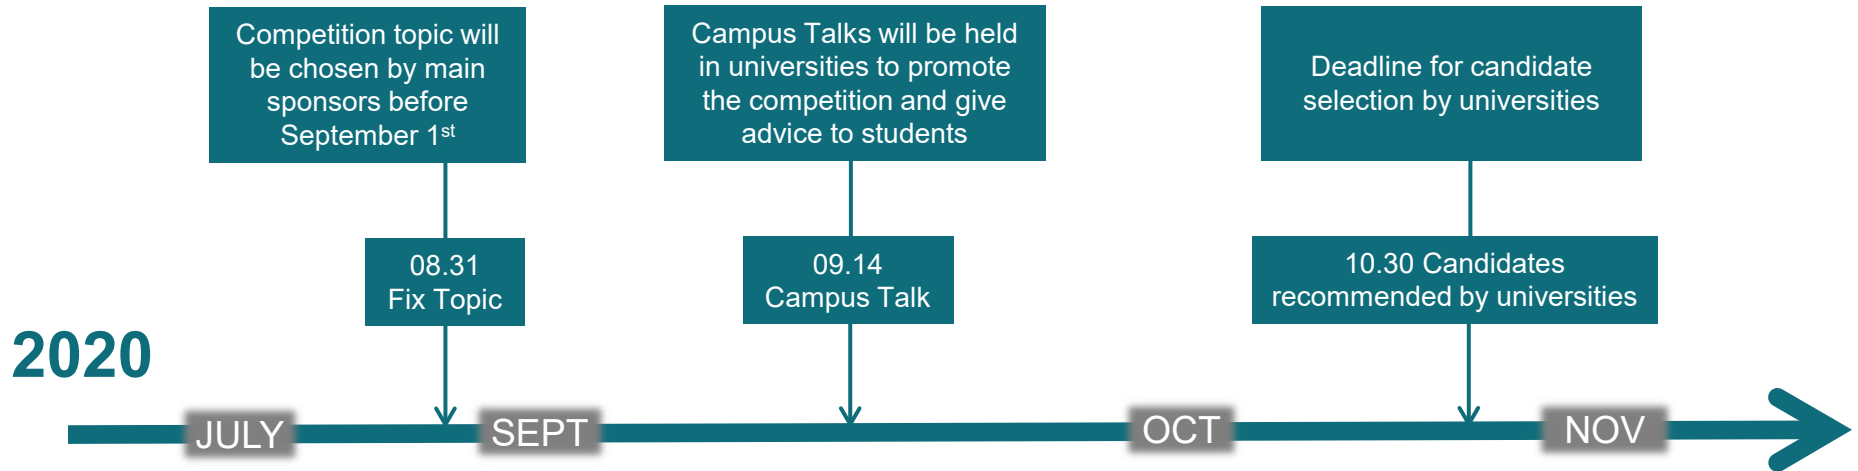 Competition topic will
be chosen by main
sponsors before
September 1st
Campus Talks will be held
in universities to promote
the competition and give
advice to students
Deadline for candidate
selection by universities
08.31
Fix Topic
09.14
Campus Talk
10.30 Candidates
recommended by universities
2020
JULY
SEPT
OCT
NOV